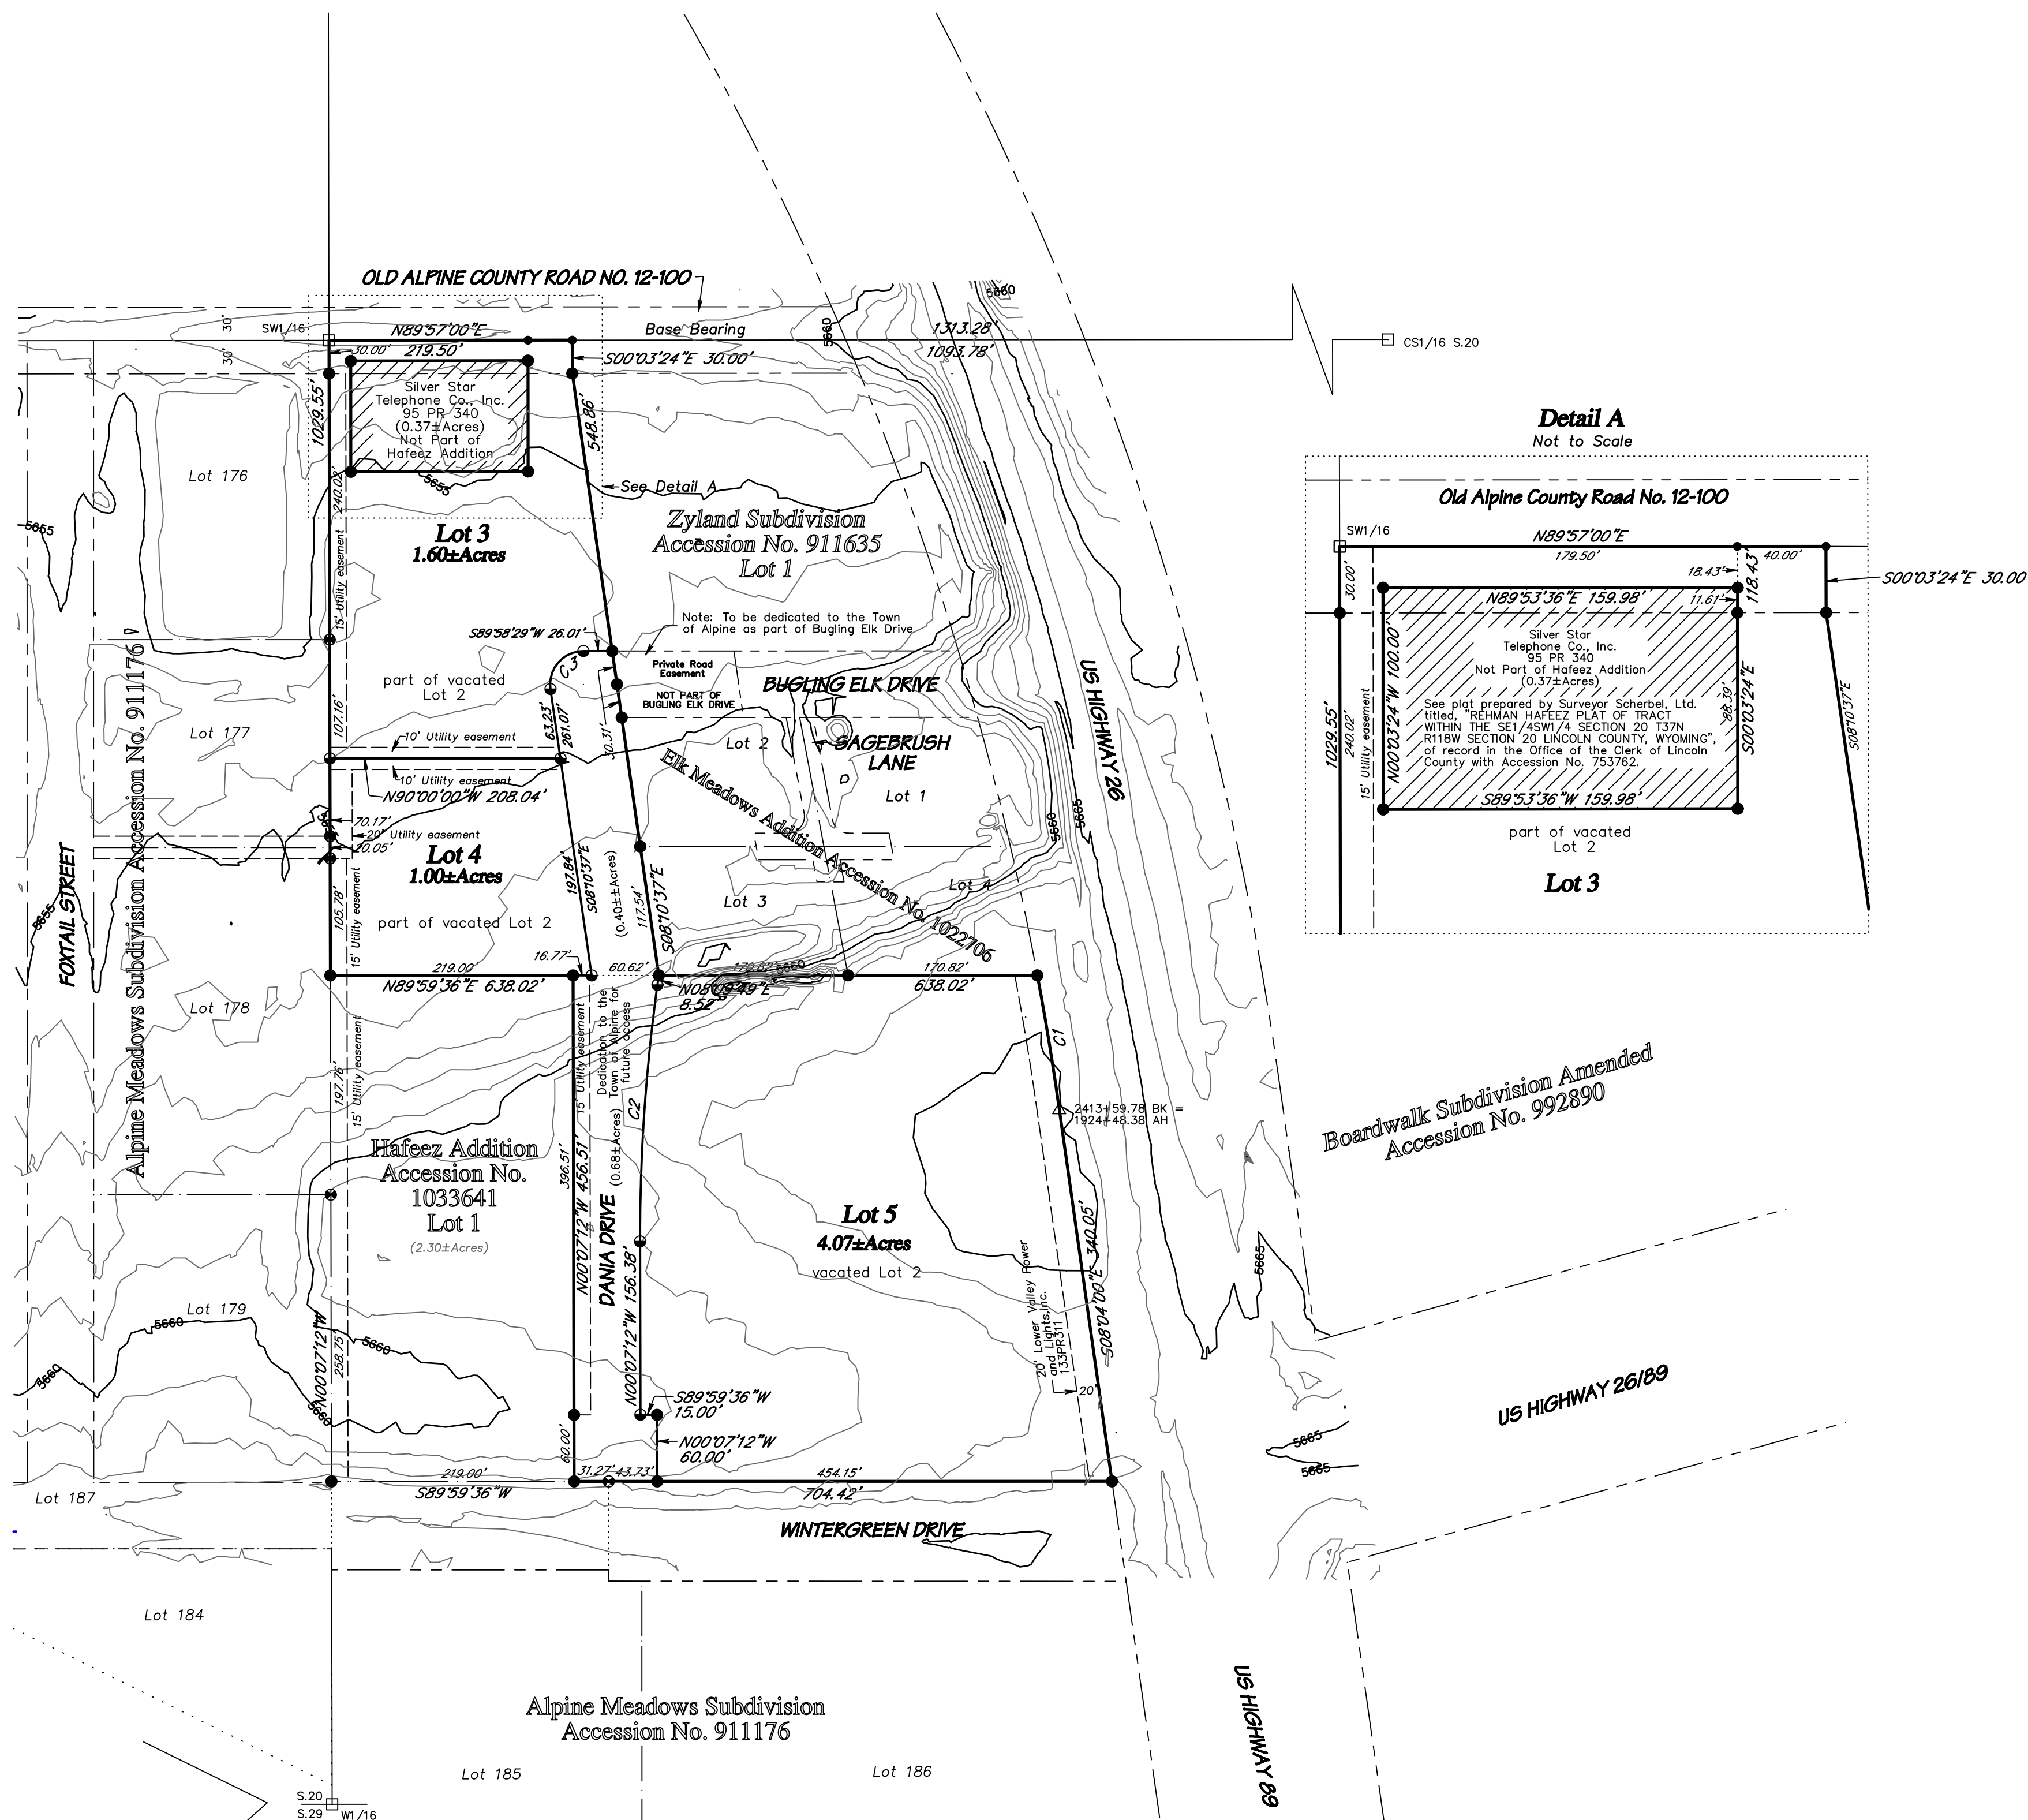 OLD ALPINE COUNTY ROAD NO. 12-100
5660
SW1/16
N89°57'00"E
Base Bearing
1313.28'
30'
30'
30.00'
219.50'
S00°03'24"E 30.00'
1093.78'
5660
CS1/16 S.20
Silver Star
Telephone Co., Inc.
95 PR 340
(0.37±Acres)
Not Part of
Hafeez Addition
1029.55'
240.02'
548.86'
5655
See Detail A
Lot 176
5665
Lot 3
1.60±Acres
Zyland Subdivision
Accession No. 911635
Lot 1
15' Utility easement
Note: To be dedicated to the Town
of Alpine as part of Bugling Elk Drive
S89°58'29"W 26.01'
C3
Private Road
Easement
NOT PART OF
BUGLING ELK DRIVE
BUGLING ELK DRIVE
part of vacated
Lot 2
107.16'
63.23'
261.07'
30.31'
Lot 177
10' Utility easement
Lot 2
SAGEBRUSH
LANE
10' Utility easement
N90°00'00"W 208.04'
Lot 1
Elk Meadows Addition Accession No. 1022706
US HIGHWAY 26
5660
5665
70.17'
20' Utility easement
20.05'
Lot 4
1.00±Acres
197.84'
S08°10'37"E
(0.40±Acres)
117.54'
S08°10'37"E
Lot 3
Lot 4
105.78'
15' Utility easement
part of vacated Lot 2
FOXTAIL STREET
5655
Alpine Meadows Subdivision Accession No. 911176
219.00'
16.77'
60.62'
170.82'
5660
170.82'
N89°59'36"E 638.02'
N08°09'49"E
8.52'
638.02'
Lot 178
197.76'
15' Utility easement
15' Utility easement
Dedication to the
Town of Alpine for
future access
(0.68±Acres)
C2
C1
2413+59.78 BK =
1924+48.38 AH
Hafeez Addition
Accession No.
1033641
Lot 1
(2.30±Acres)
396.51'
N00°07'12"W 456.51'
DANIA DRIVE
N00°07'12"W 156.38'
Lot 5
4.07±Acres
vacated Lot 2
20' Lower Valley Power
and Lights,Inc.
133PR311
20'
S08°04'00"E 340.05'
5665
Lot 179
5660
5660
5660
5660
N00°07'12"W
258.75'
S89°59'36"W
15.00'
N00°07'12"W
60.00'
60.00'
219.00'
31.27'
43.73'
454.15'
S89°59'36"W
704.42'
5665
5665
Lot 187
WINTERGREEN DRIVE
Lot 184
Alpine Meadows Subdivision
Accession No. 911176
Lot 185
Lot 186
S.20
S.29
W1/16
US HIGHWAY 89
US HIGHWAY 26/89
Boardwalk Subdivision Amended
Accession No. 992890
Detail A
Not to Scale
Old Alpine County Road No. 12-100
SW1/16
N89°57'00"E
179.50'
40.00'
18.43'
118.43'
30.00'
S00°03'24"E 30.00
N89°53'36"E 159.98'
11.61'
Silver Star
Telephone Co., Inc.
95 PR 340
Not Part of Hafeez Addition
(0.37±Acres)
See plat prepared by Surveyor Scherbel, Ltd.
titled, "REHMAN HAFEEZ PLAT OF TRACT
WITHIN THE SE1/4SW1/4 SECTION 20 T37N
R118W SECTION 20 LINCOLN COUNTY, WYOMING",
of record in the Office of the Clerk of Lincoln
County with Accession No. 753762.
N00°03'24"W 100.00'
88.39'
S00°03'24"E
S08°10'37"E
1029.55'
240.02'
15' Utility easement
S89°53'36"W 159.98'
part of vacated
Lot 2
Lot 3